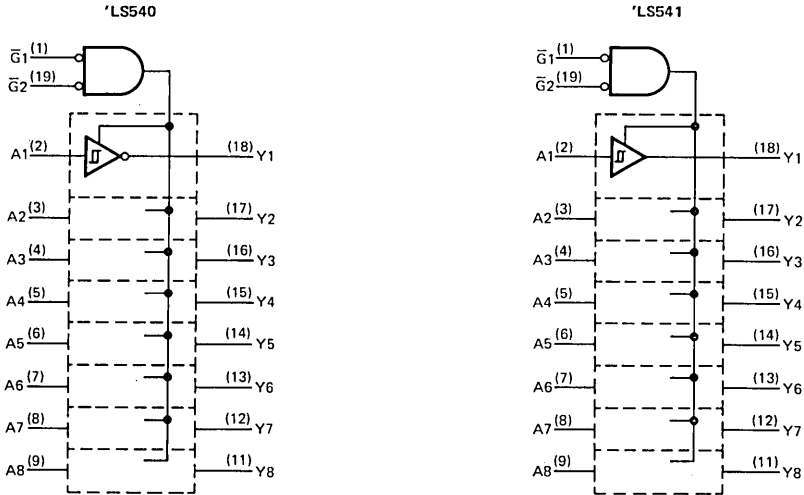 'LS540
G̅1 (1)
G̅2 (19)
A1 (2) (18) Y1
A2 (3) (17) Y2
A3 (4) (16) Y3
A4 (5) (15) Y4
A5 (6) (14) Y5
A6 (7) (13) Y6
A7 (8) (12) Y7
A8 (9) (11) Y8
'LS541
G̅1 (1)
G̅2 (19)
A1 (2) (18) Y1
A2 (3) (17) Y2
A3 (4) (16) Y3
A4 (5) (15) Y4
A5 (6) (14) Y5
A6 (7) (13) Y6
A7 (8) (12) Y7
A8 (9) (11) Y8